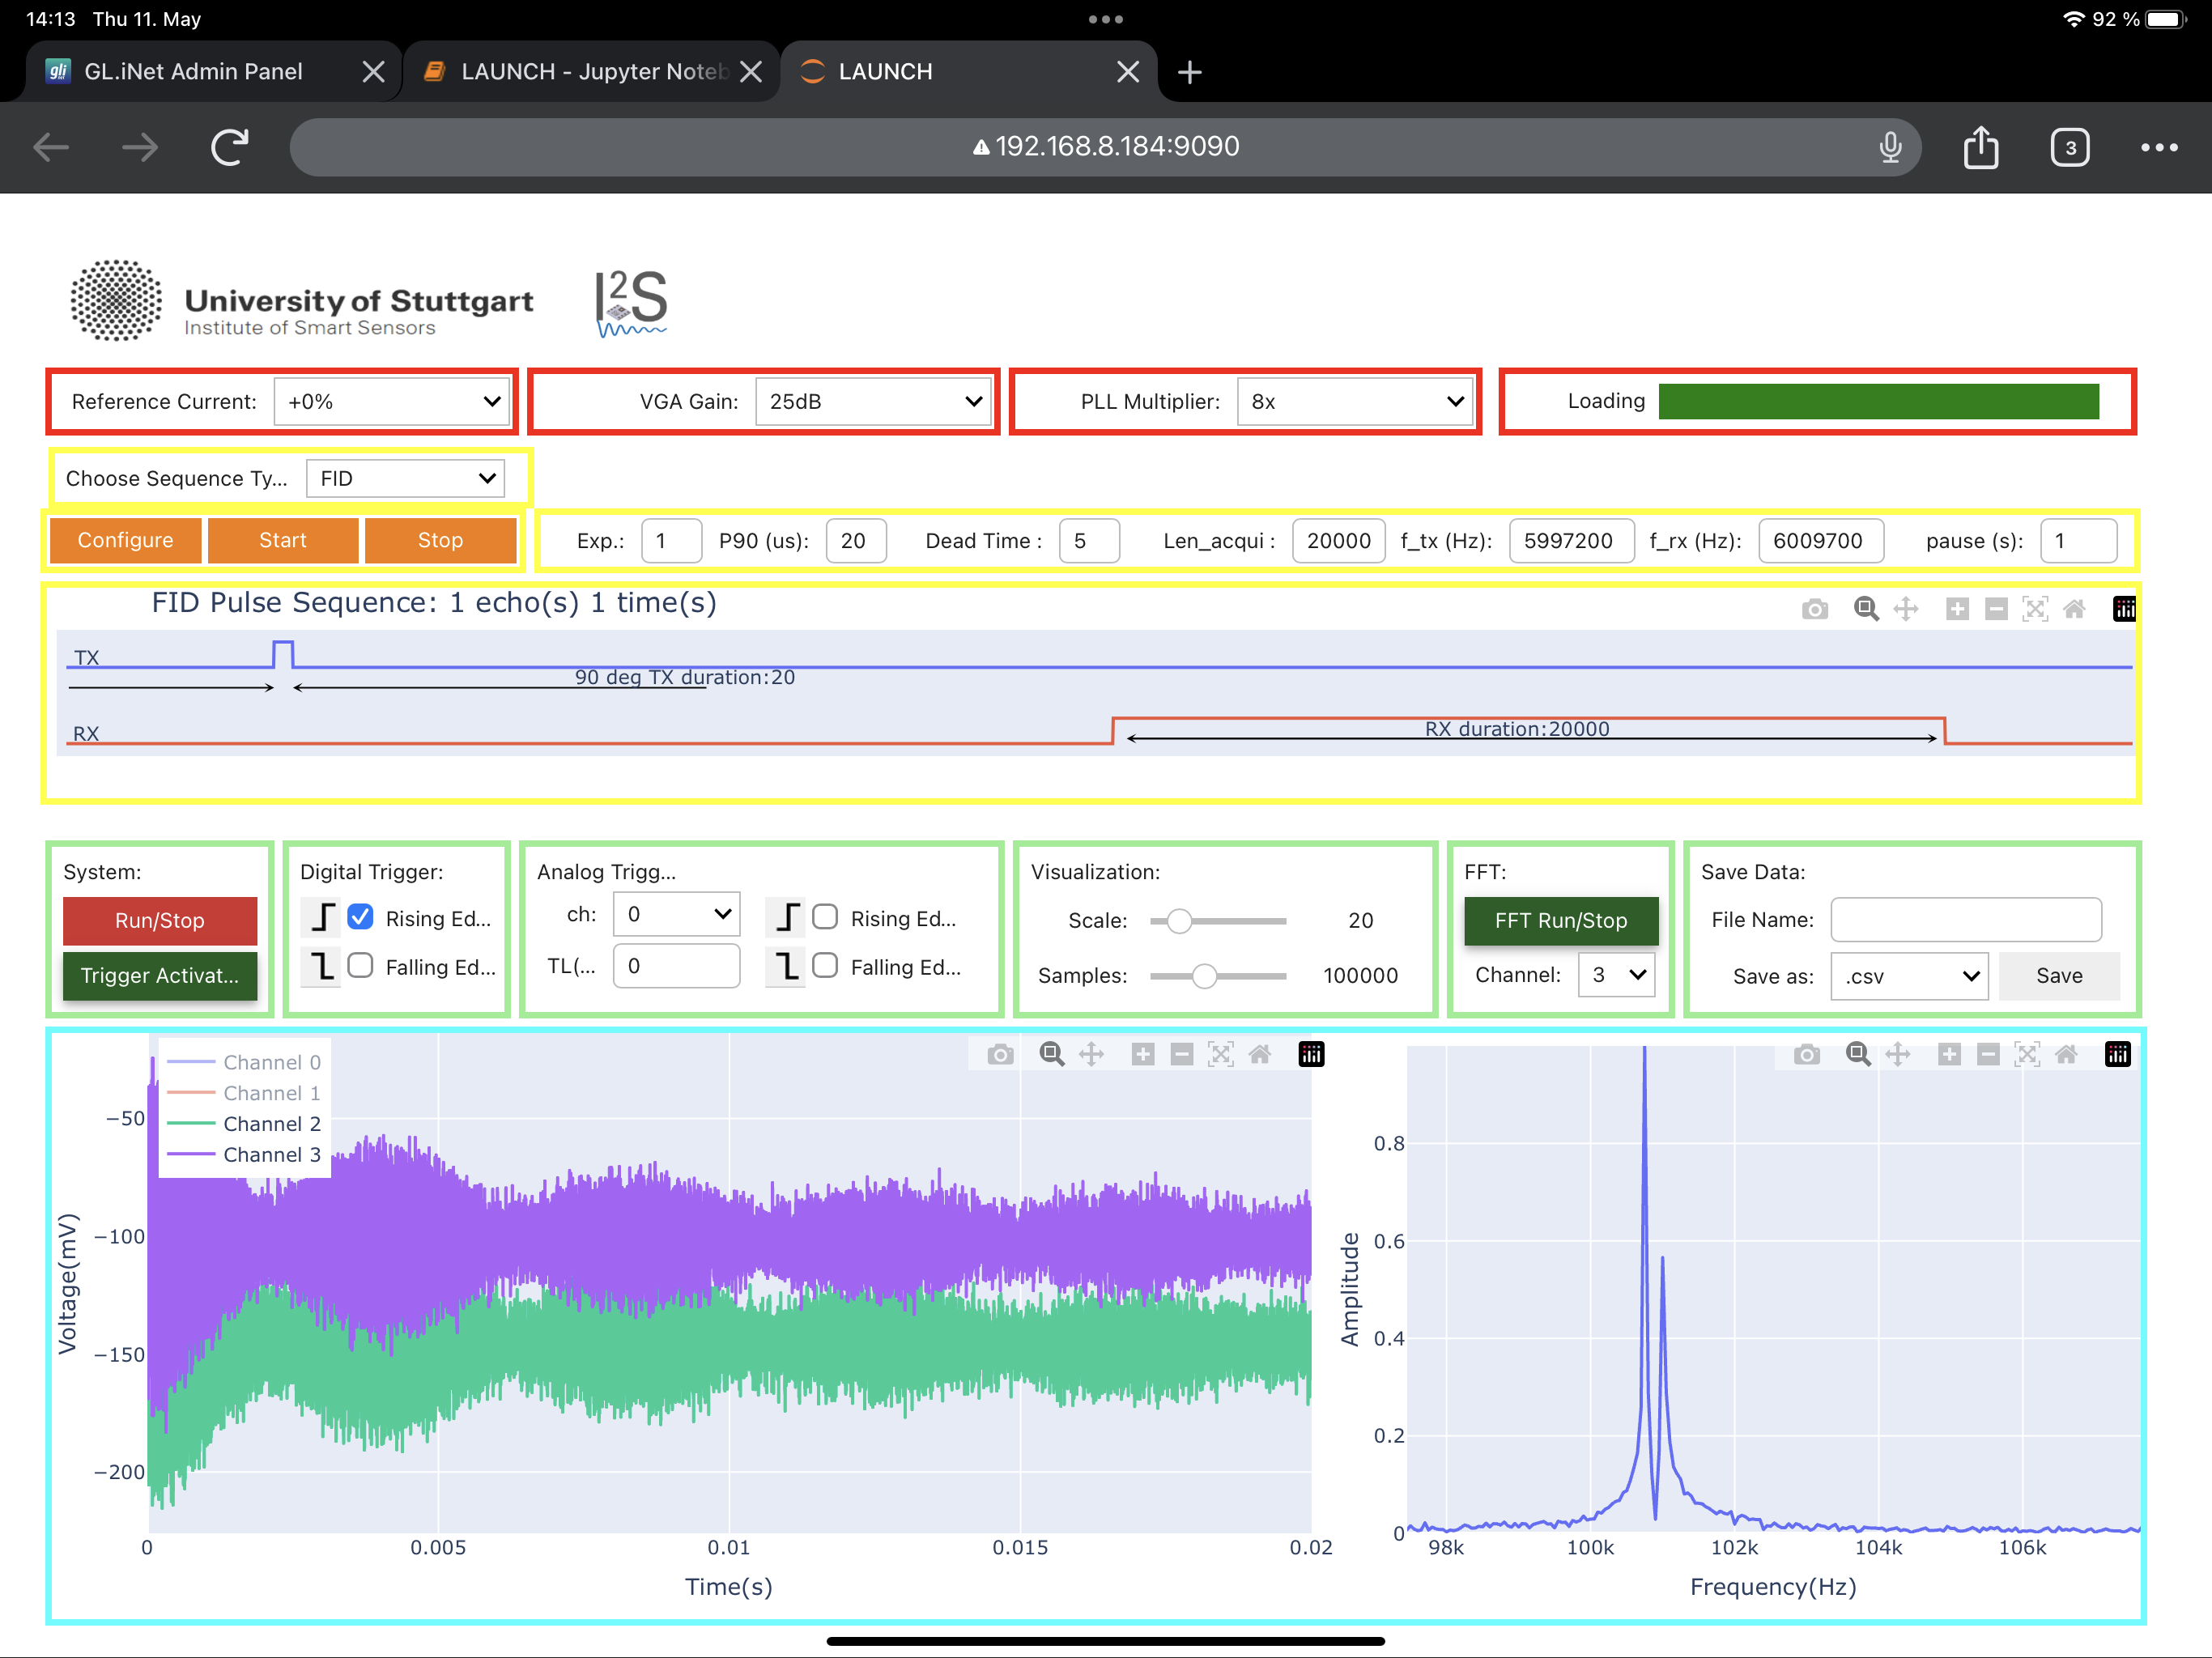 14:13 Thu 11. May
92 %
GL.iNet Admin Panel
LAUNCH - Jupyter Noteb
LAUNCH
192.168.8.184:9090
3
University of Stuttgart
Institute of Smart Sensors
I2S
Reference Current: +0%
VGA Gain: 25dB
PLL Multiplier: 8x
Loading
Choose Sequence Ty... FID
Configure Start Stop
Exp.: 1 P90 (us): 20 Dead Time : 5 Len_acqui : 20000 f_tx (Hz): 5997200 f_rx (Hz): 6009700 pause (s): 1
FID Pulse Sequence: 1 echo(s) 1 time(s)
TX
90 deg TX duration:20
RX
RX duration:20000
System:
Run/Stop
Trigger Activat...
Digital Trigger:
Rising Ed...
Falling Ed...
Analog Trigg...
ch: 0 Rising Ed...
TL(... 0 Falling Ed...
Visualization:
Scale: 20
Samples: 100000
FFT:
FFT Run/Stop
Channel: 3
Save Data:
File Name:
Save as: .csv Save
Channel 0
Channel 1
Channel 2
Channel 3
Voltage(mV)
−50
−100
−150
−200
0 0.005 0.01 0.015 0.02
Time(s)
Amplitude
0.8
0.6
0.4
0.2
0
98k 100k 102k 104k 106k
Frequency(Hz)